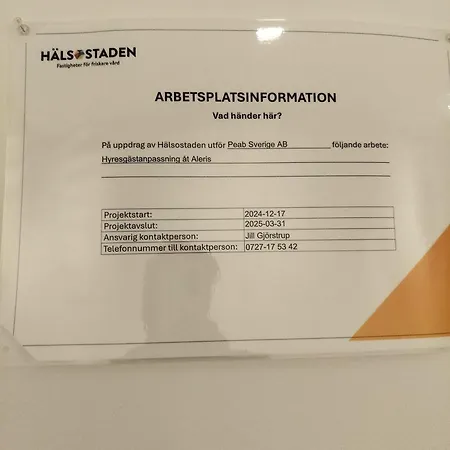 HÄLSOSTADEN
Fastigheter för friskare vård
ARBETSPLATSINFORMATION
Vad händer här?
På uppdrag av Hälsostaden utför Peab Sverige AB följande arbete:
Hyresgästanpassning åt Aleris
Projektstart: 2024-12-17
Projektavslut: 2025-03-31
Ansvarig kontaktperson: Jill Gjörstrup
Telefonnummer till kontaktperson: 0727-17 53 42